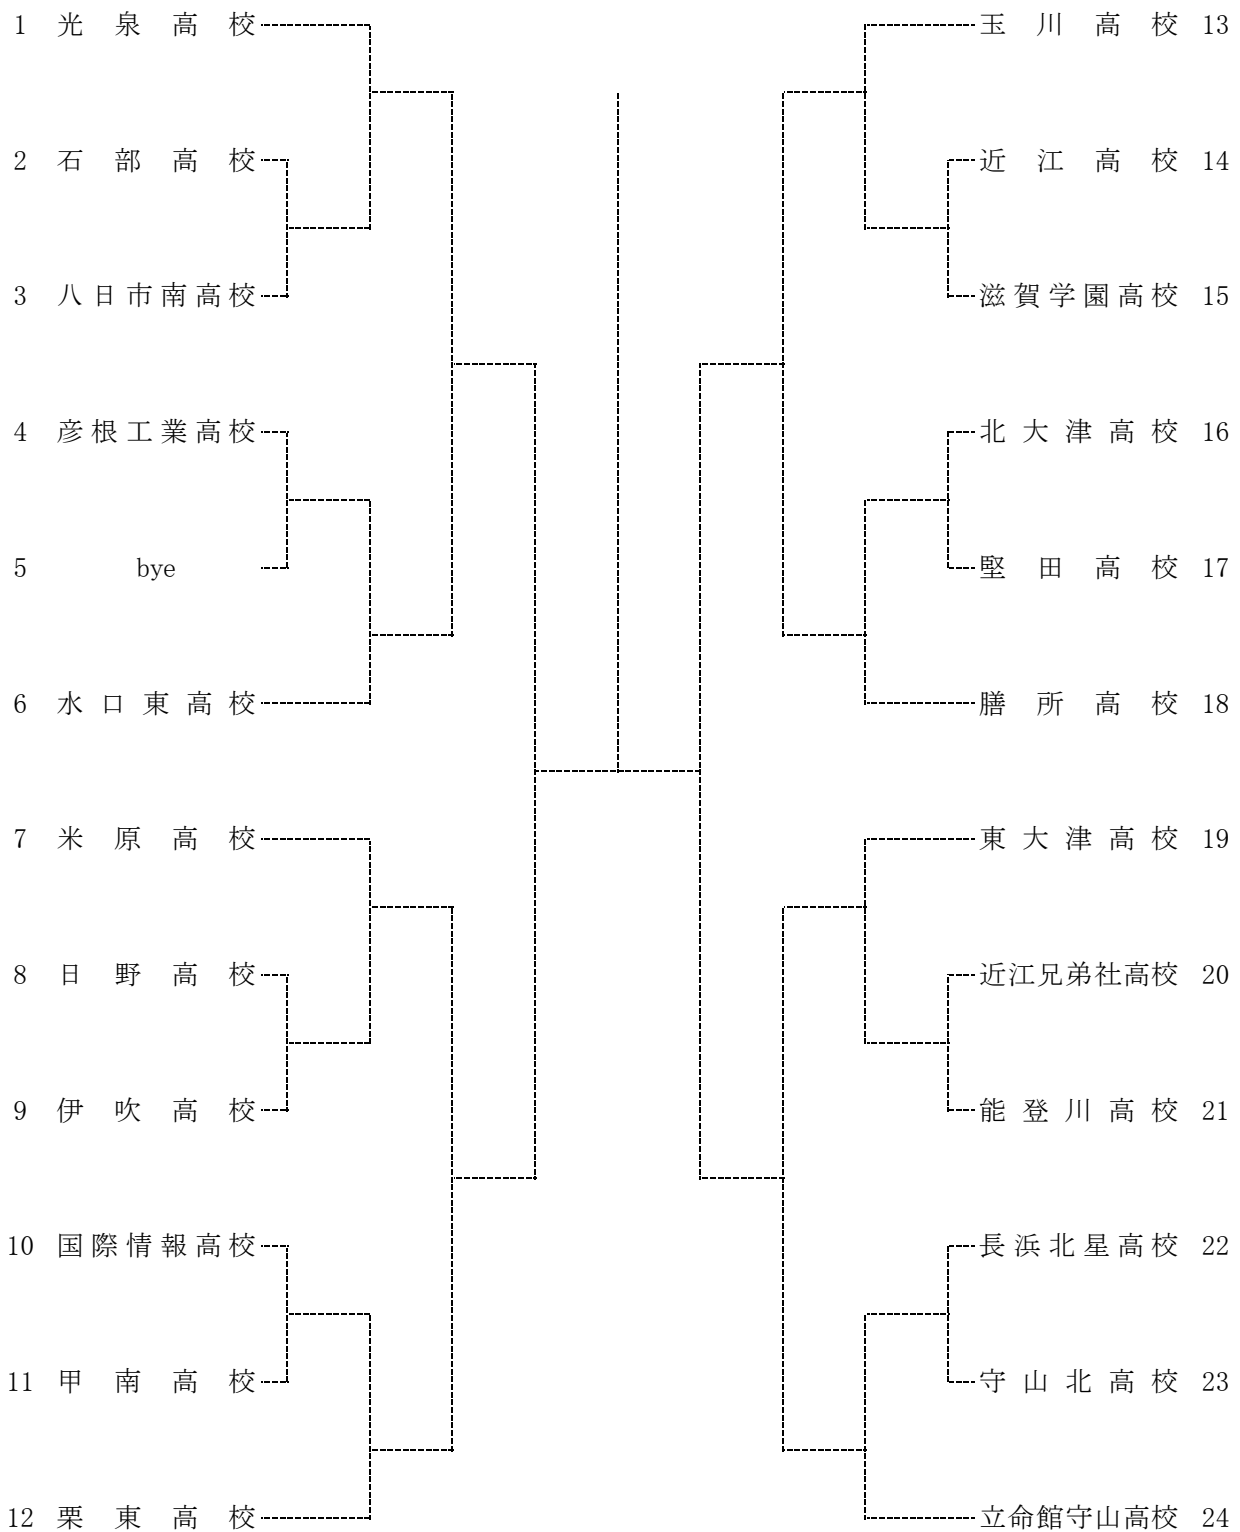 1 光泉高校
2 石部高校
3 八日市南高校
4 彦根工業高校
5 bye
6 水口東高校
7 米原高校
8 日野高校
9 伊吹高校
10 国際情報高校
11 甲南高校
12 栗東高校
玉川高校 13
近江高校 14
滋賀学園高校 15
北大津高校 16
堅田高校 17
膳所高校 18
東大津高校 19
近江兄弟社高校 20
能登川高校 21
長浜北星高校 22
守山北高校 23
立命館守山高校 24